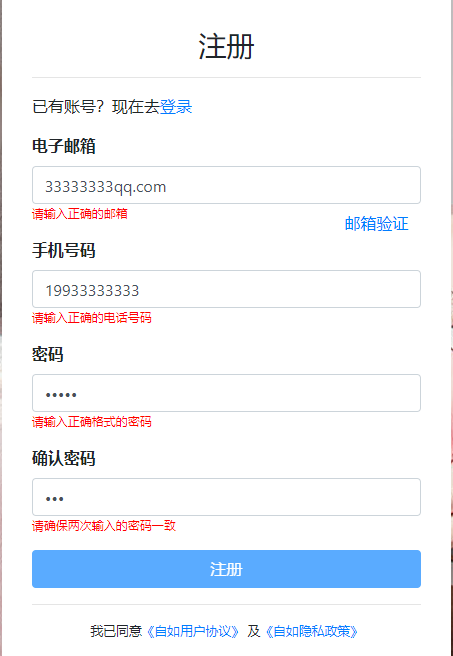 注册
已有账号？现在去登录
电子邮箱
33333333qq.com
请输入正确的邮箱
邮箱验证
手机号码
19933333333
请输入正确的电话号码
密码
•••••
请输入正确格式的密码
确认密码
•••
请确保两次输入的密码一致
注册
我已同意《自如用户协议》 及《自如隐私政策》